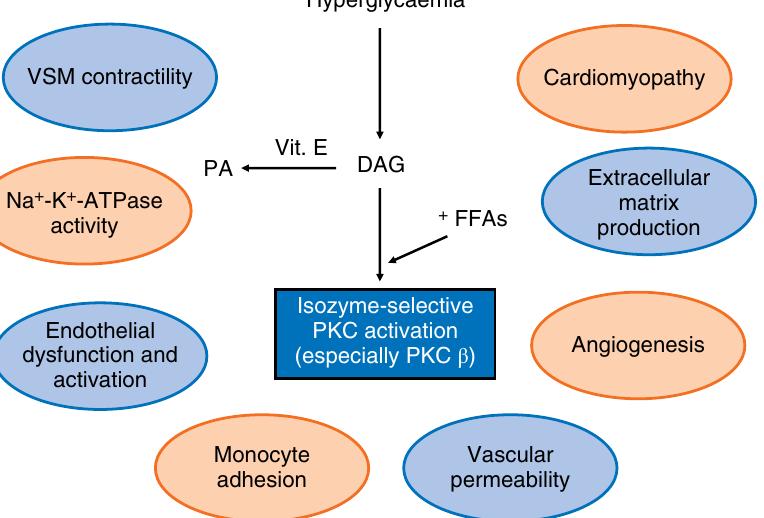 Hyperglycaemia
VSM contractility
Cardiomyopathy
Vit. E
PA
DAG
Na⁺-K⁺-ATPase
activity
Extracellular
matrix
production
⁺ FFAs
Isozyme-selective
PKC activation
(especially PKC β)
Endothelial
dysfunction and
activation
Angiogenesis
Monocyte
adhesion
Vascular
permeability